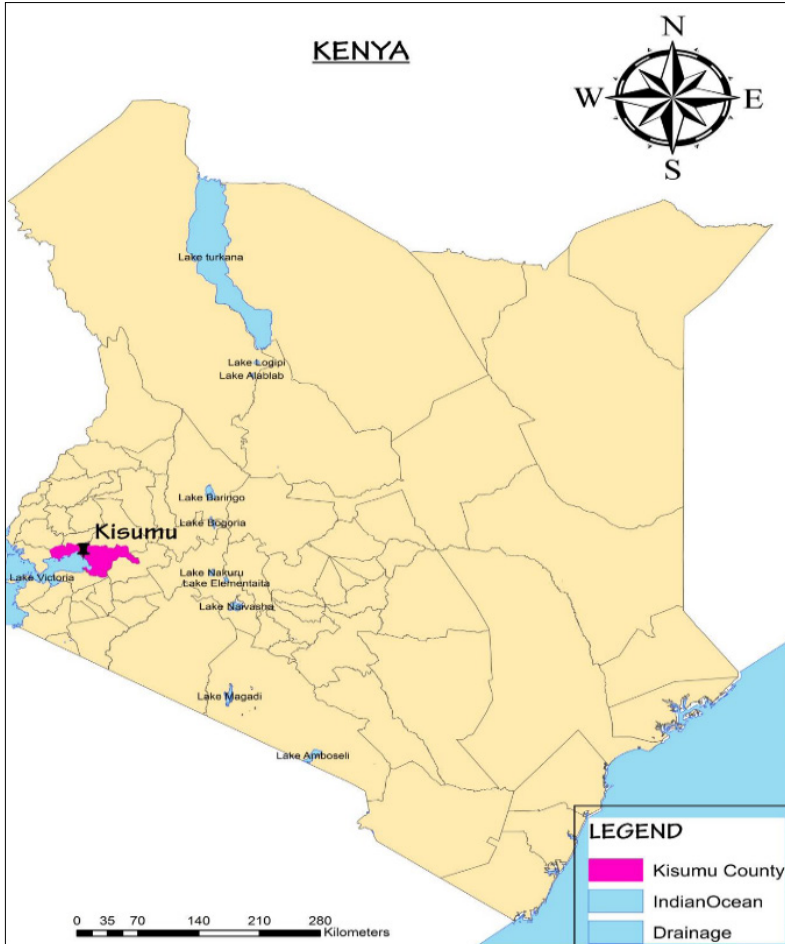 KENYA
N
W E
S
Lake turkana
Lake Logipi
Lake Alablab
Lake Baringo
Kisumu
Lake Bogoria
Lake Victoria
Lake Nakuru
Lake Elementaita
Lake Naivasha
Lake Magadi
Lake Amboseli
LEGEND
Kisumu County
IndianOcean
Drainage
0 35 70 140 210 280
Kilometers